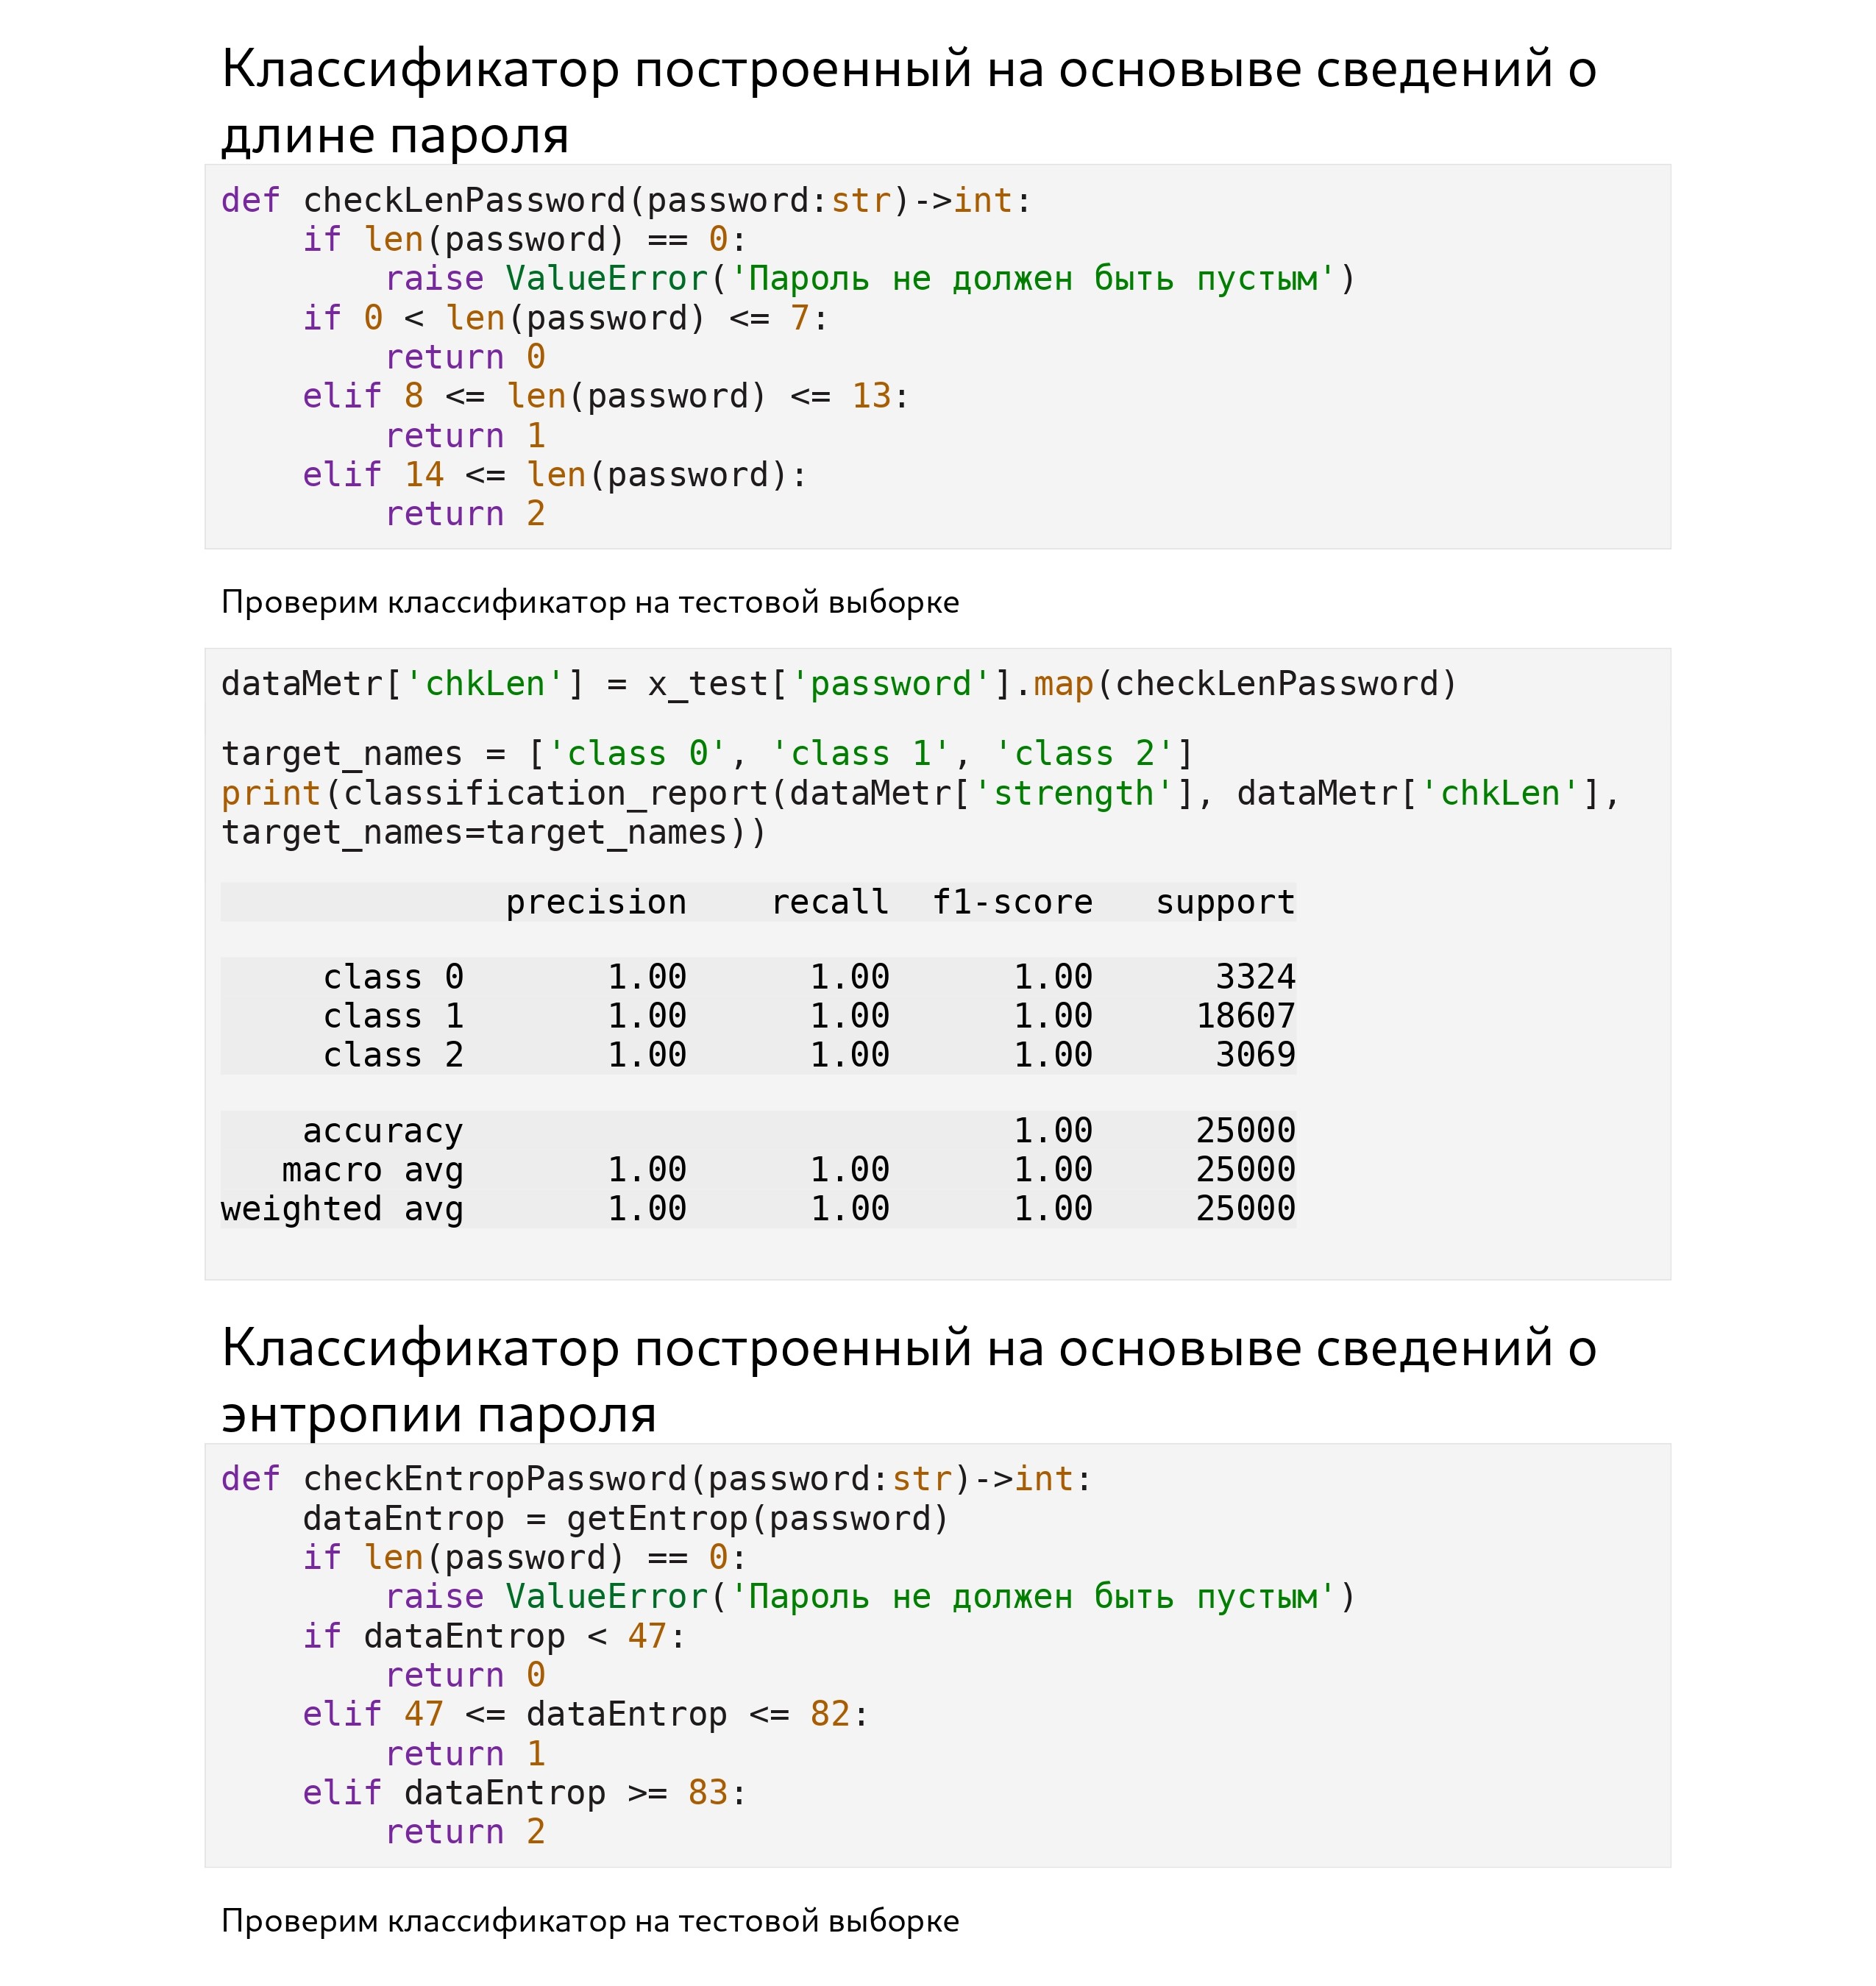 Классификатор построенный на основыве сведений о
длине пароля
def checkLenPassword(password:str)->int:
    if len(password) == 0:
        raise ValueError('Пароль не должен быть пустым')
    if 0 < len(password) <= 7:
        return 0
    elif 8 <= len(password) <= 13:
        return 1
    elif 14 <= len(password):
        return 2
Проверим классификатор на тестовой выборке
dataMetr['chkLen'] = x_test['password'].map(checkLenPassword)
target_names = ['class 0', 'class 1', 'class 2']
print(classification_report(dataMetr['strength'], dataMetr['chkLen'],
target_names=target_names))
              precision    recall  f1-score   support
     class 0       1.00      1.00      1.00      3324
     class 1       1.00      1.00      1.00     18607
     class 2       1.00      1.00      1.00      3069
    accuracy                           1.00     25000
   macro avg       1.00      1.00      1.00     25000
weighted avg       1.00      1.00      1.00     25000
Классификатор построенный на основыве сведений о
энтропии пароля
def checkEntropPassword(password:str)->int:
    dataEntrop = getEntrop(password)
    if len(password) == 0:
        raise ValueError('Пароль не должен быть пустым')
    if dataEntrop < 47:
        return 0
    elif 47 <= dataEntrop <= 82:
        return 1
    elif dataEntrop >= 83:
        return 2
Проверим классификатор на тестовой выборке